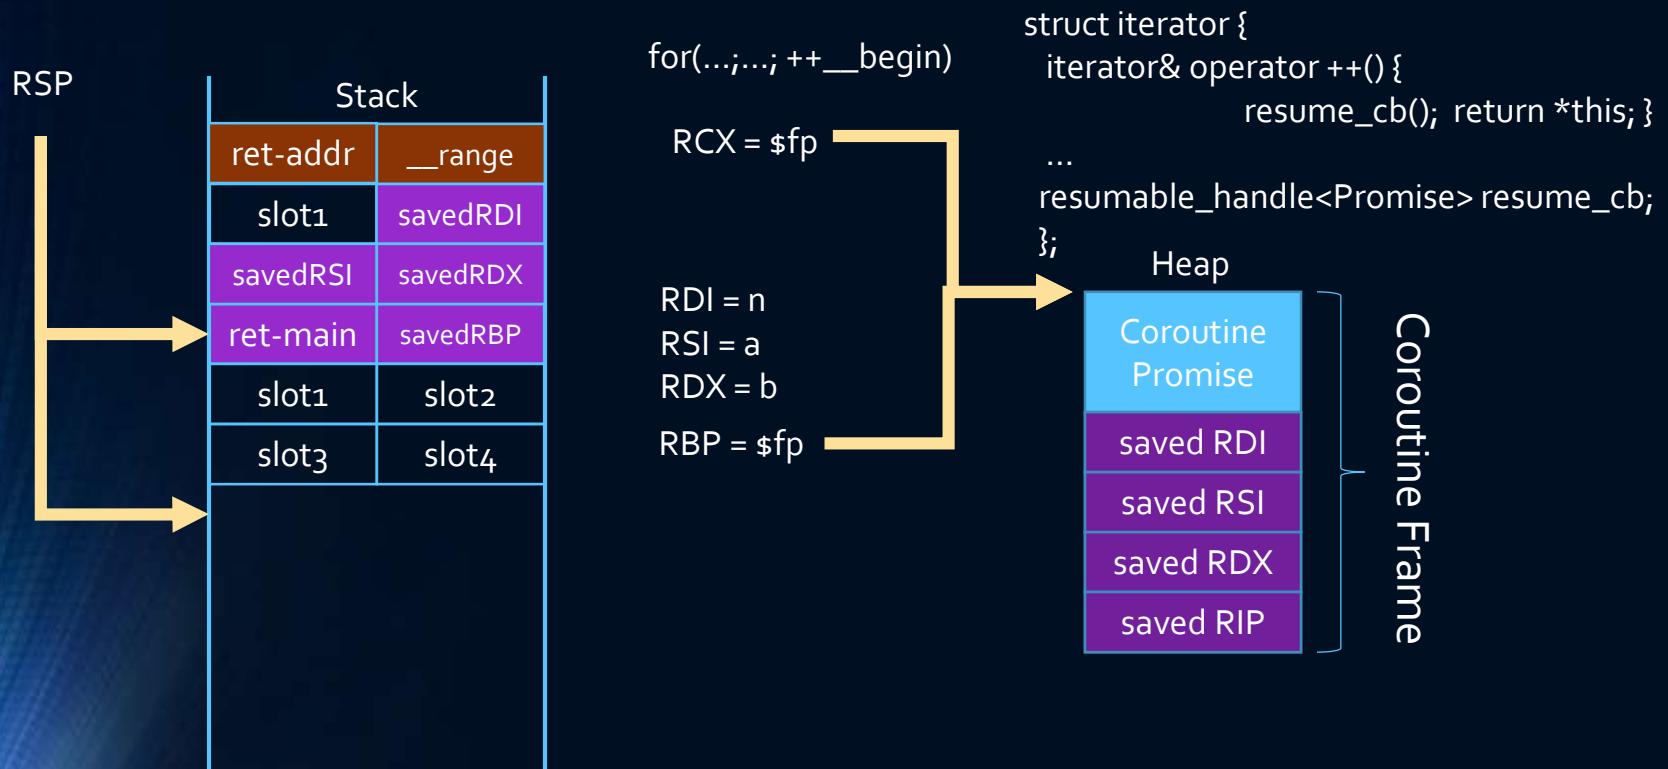 RSP
Stack
ret-addr __range
slot1 savedRDI
savedRSI savedRDX
ret-main savedRBP
slot1 slot2
slot3 slot4
for(...;...; ++__begin)
RCX = $fp
RDI = n
RSI = a
RDX = b
RBP = $fp
struct iterator {
iterator& operator ++() {
resume_cb(); return *this; }
...
resumable_handle<Promise> resume_cb;
};
Heap
Coroutine
Promise
saved RDI
saved RSI
saved RDX
saved RIP
Coroutine Frame